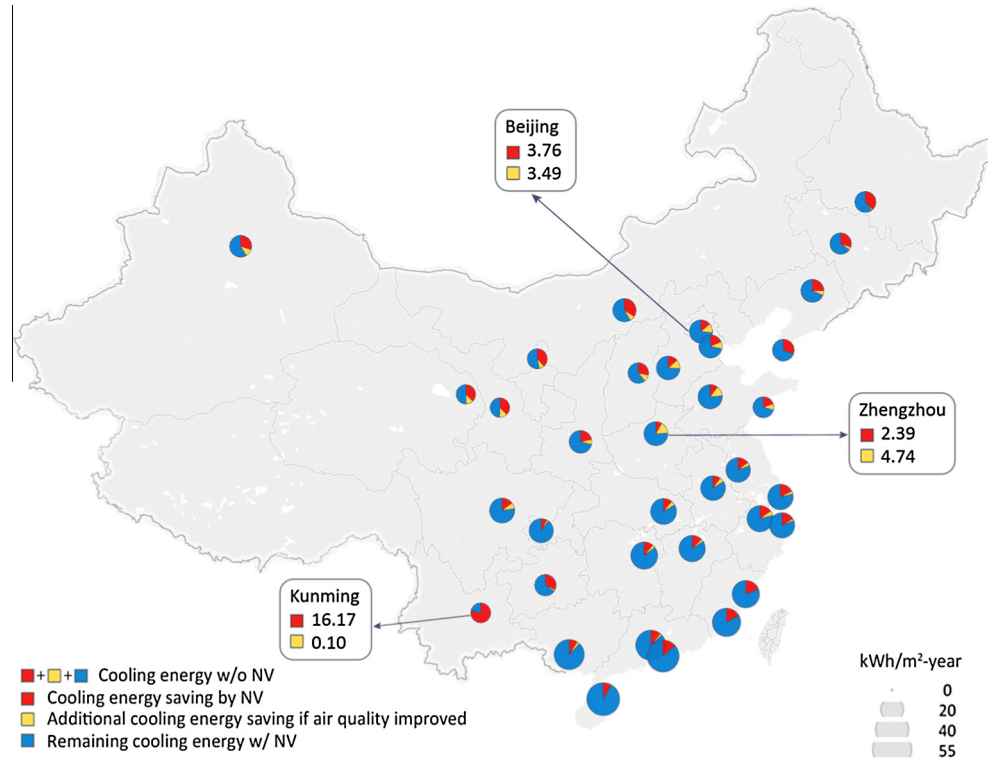 Beijing
3.76
3.49
Zhengzhou
2.39
4.74
Kunming
16.17
0.10
+ + Cooling energy w/o NV
Cooling energy saving by NV
Additional cooling energy saving if air quality improved
Remaining cooling energy w/ NV
kWh/m²-year
0
20
40
55